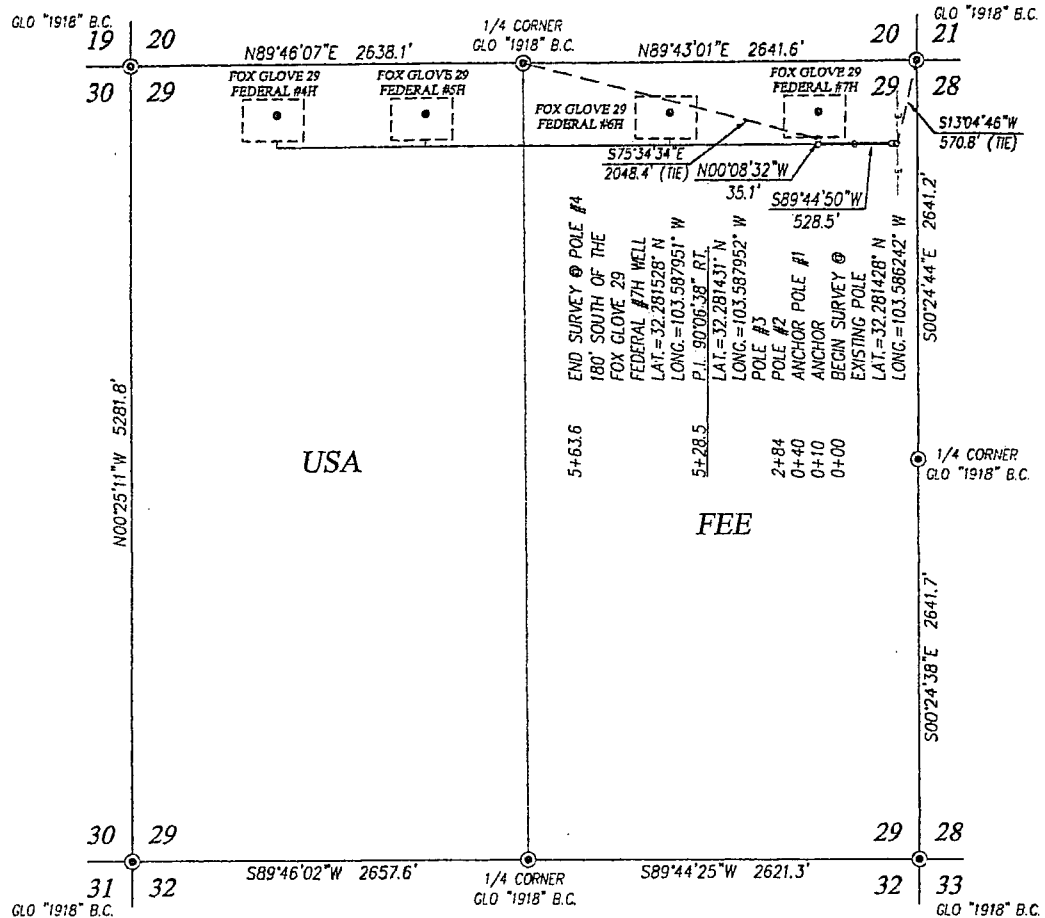 GLO "1918" B.C.
19 20
30 29
N89°46'07"E 2638.1'
1/4 CORNER
GLO "1918" B.C.
N89°43'01"E 2641.6'
GLO "1918" B.C.
20 21
29 28
FOX GLOVE 29
FEDERAL #4H
FOX GLOVE 29
FEDERAL #5H
FOX GLOVE 29
FEDERAL #6H
FOX GLOVE 29
FEDERAL #7H
S13°04'46"W
570.8' (TIE)
S75°34'34"E
2048.4' (TIE)
N00°08'32"W
35.1'
S89°44'50"W
528.5'
5+63.6 END SURVEY @ POLE #4
180' SOUTH OF THE
FOX GLOVE 29
FEDERAL #7H WELL
LAT.=32.281528° N
LONG.=103.587951° W
5+28.5 P.I. 90°06'38" RT.
LAT.=32.281431° N
LONG.=103.587952° W
POLE #3
2+84 POLE #2
0+40 ANCHOR POLE #1
0+10 ANCHOR
0+00 BEGIN SURVEY @
EXISTING POLE
LAT.=32.281428° N
LONG.=103.586242° W
S00°24'44"E 2641.2'
N00°25'11"W 5281.8'
USA
FEE
1/4 CORNER
GLO "1918" B.C.
S00°24'38"E 2641.7'
30 29
31 32
GLO "1918" B.C.
S89°46'02"W 2657.6'
1/4 CORNER
GLO "1918" B.C.
S89°44'25"W 2621.3'
29 28
32 33
GLO "1918" B.C.